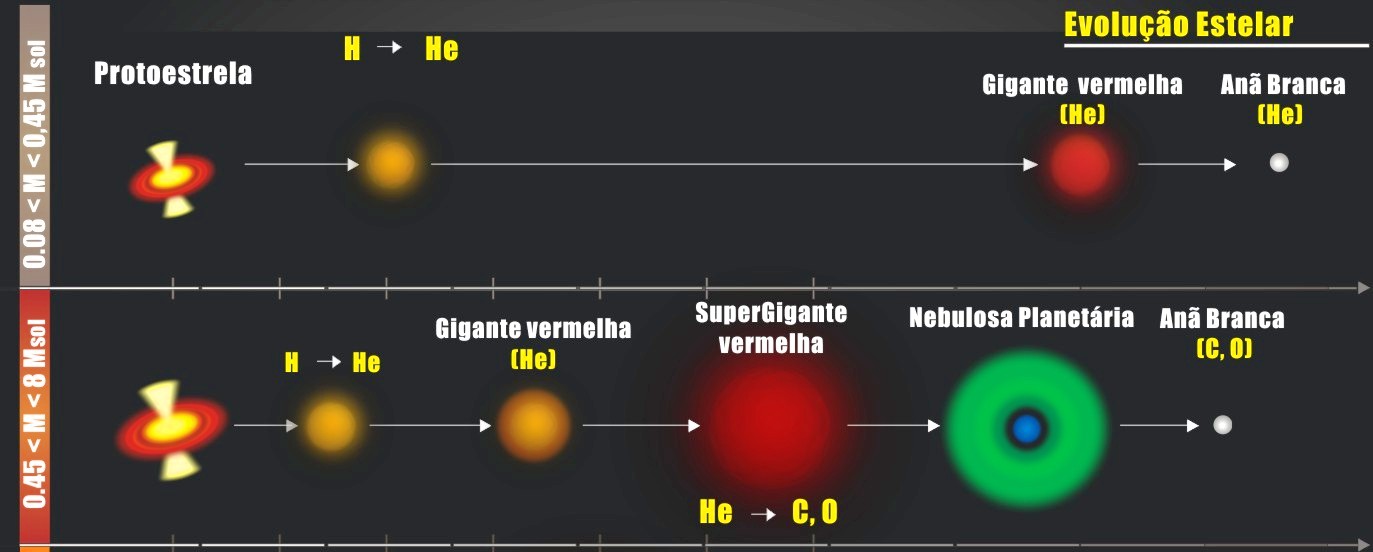 Evolução Estelar
0.08 < M < 0,45 M sol
Protoestrela
H → He
Gigante vermelha
(He)
Anã Branca
(He)
0.45 < M < 8 Msol
H → He
Gigante vermelha
(He)
SuperGigante
vermelha
He → C, O
Nebulosa Planetária
Anã Branca
(C, O)